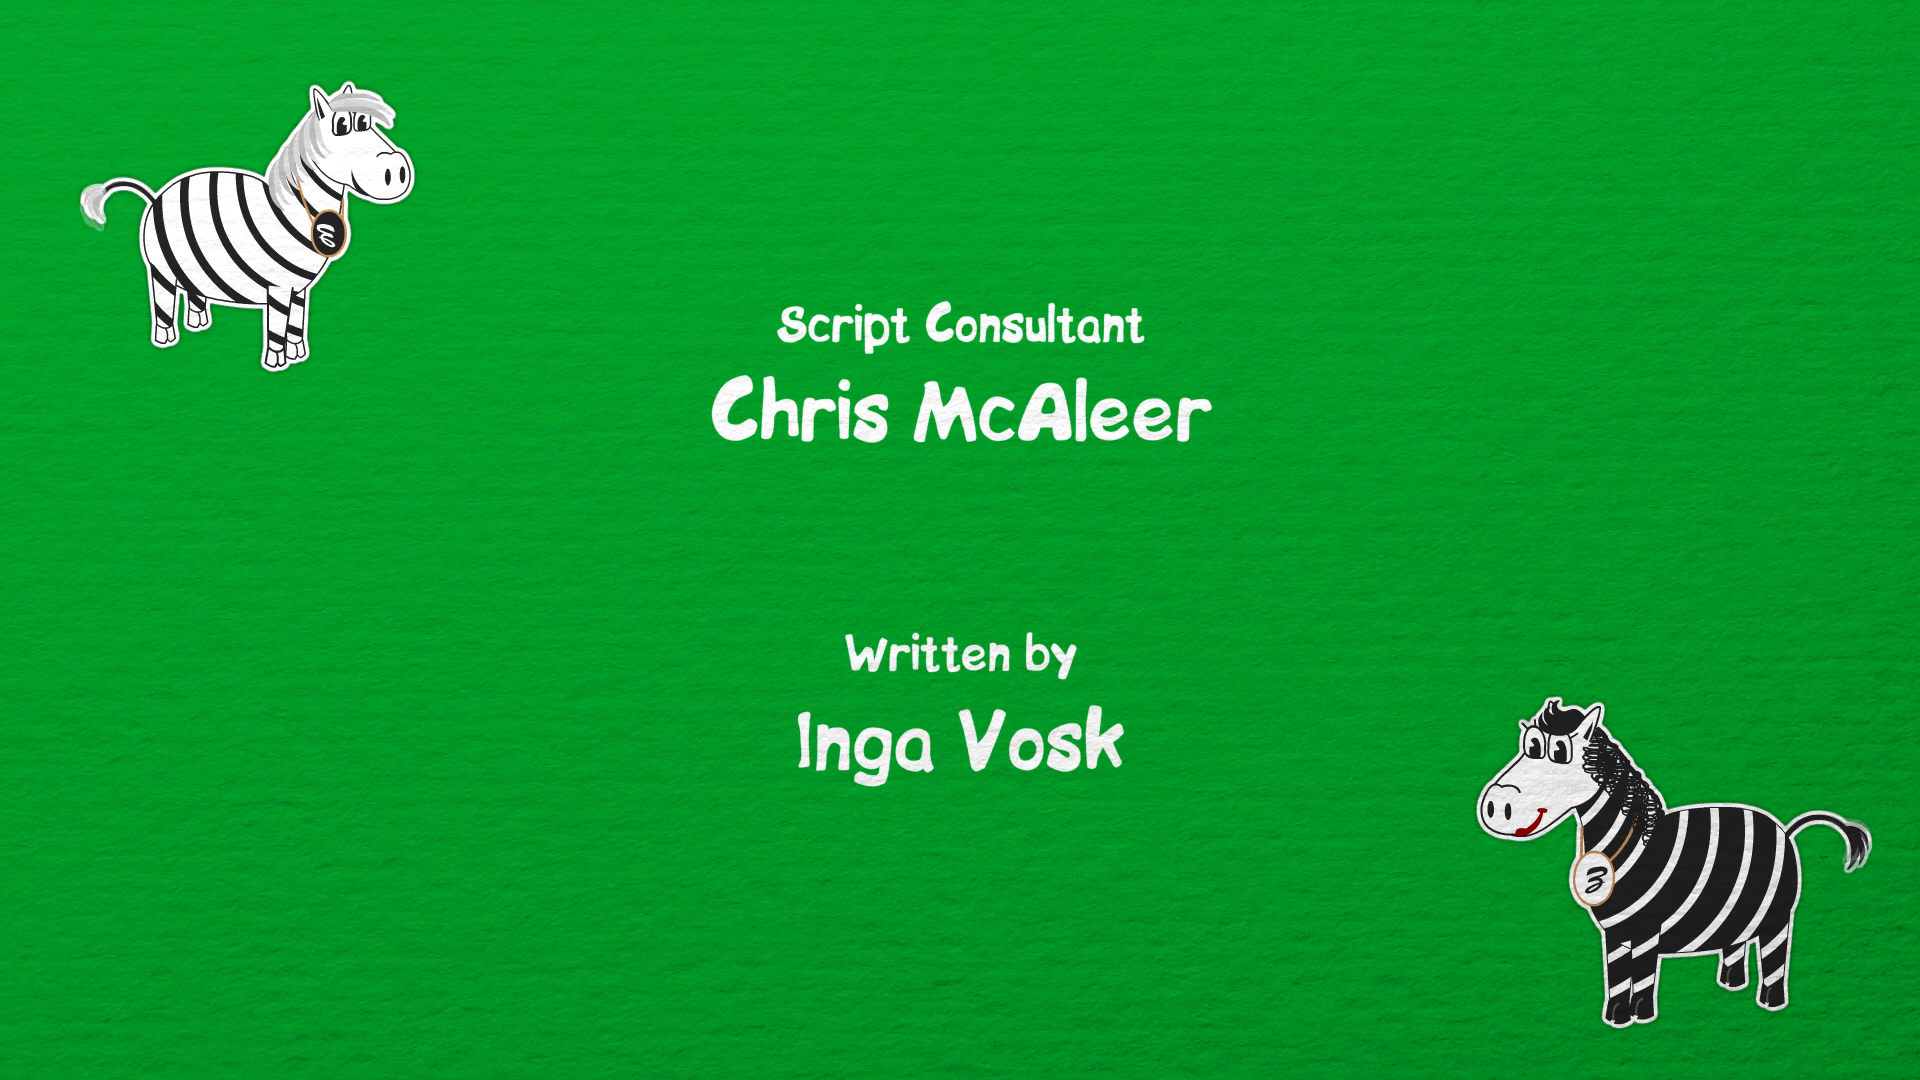 Script Consultant
Chris McAleer
Written by
Inga Vosk